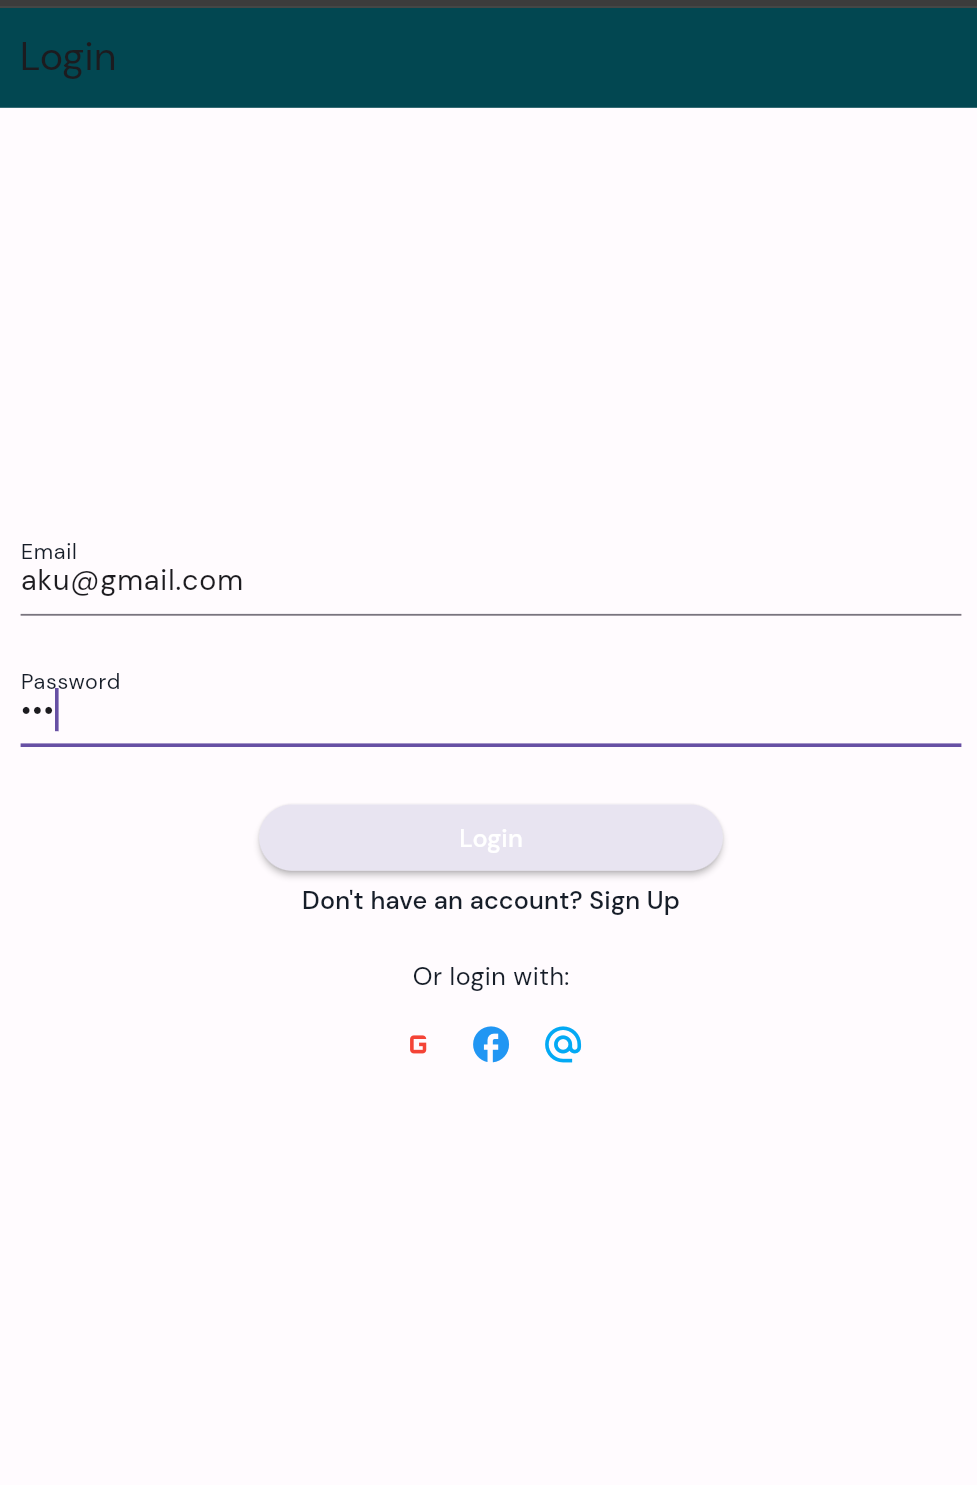 Login
Email
aku@gmail.com
Password
•••
Login
Don't have an account? Sign Up
Or login with:
G